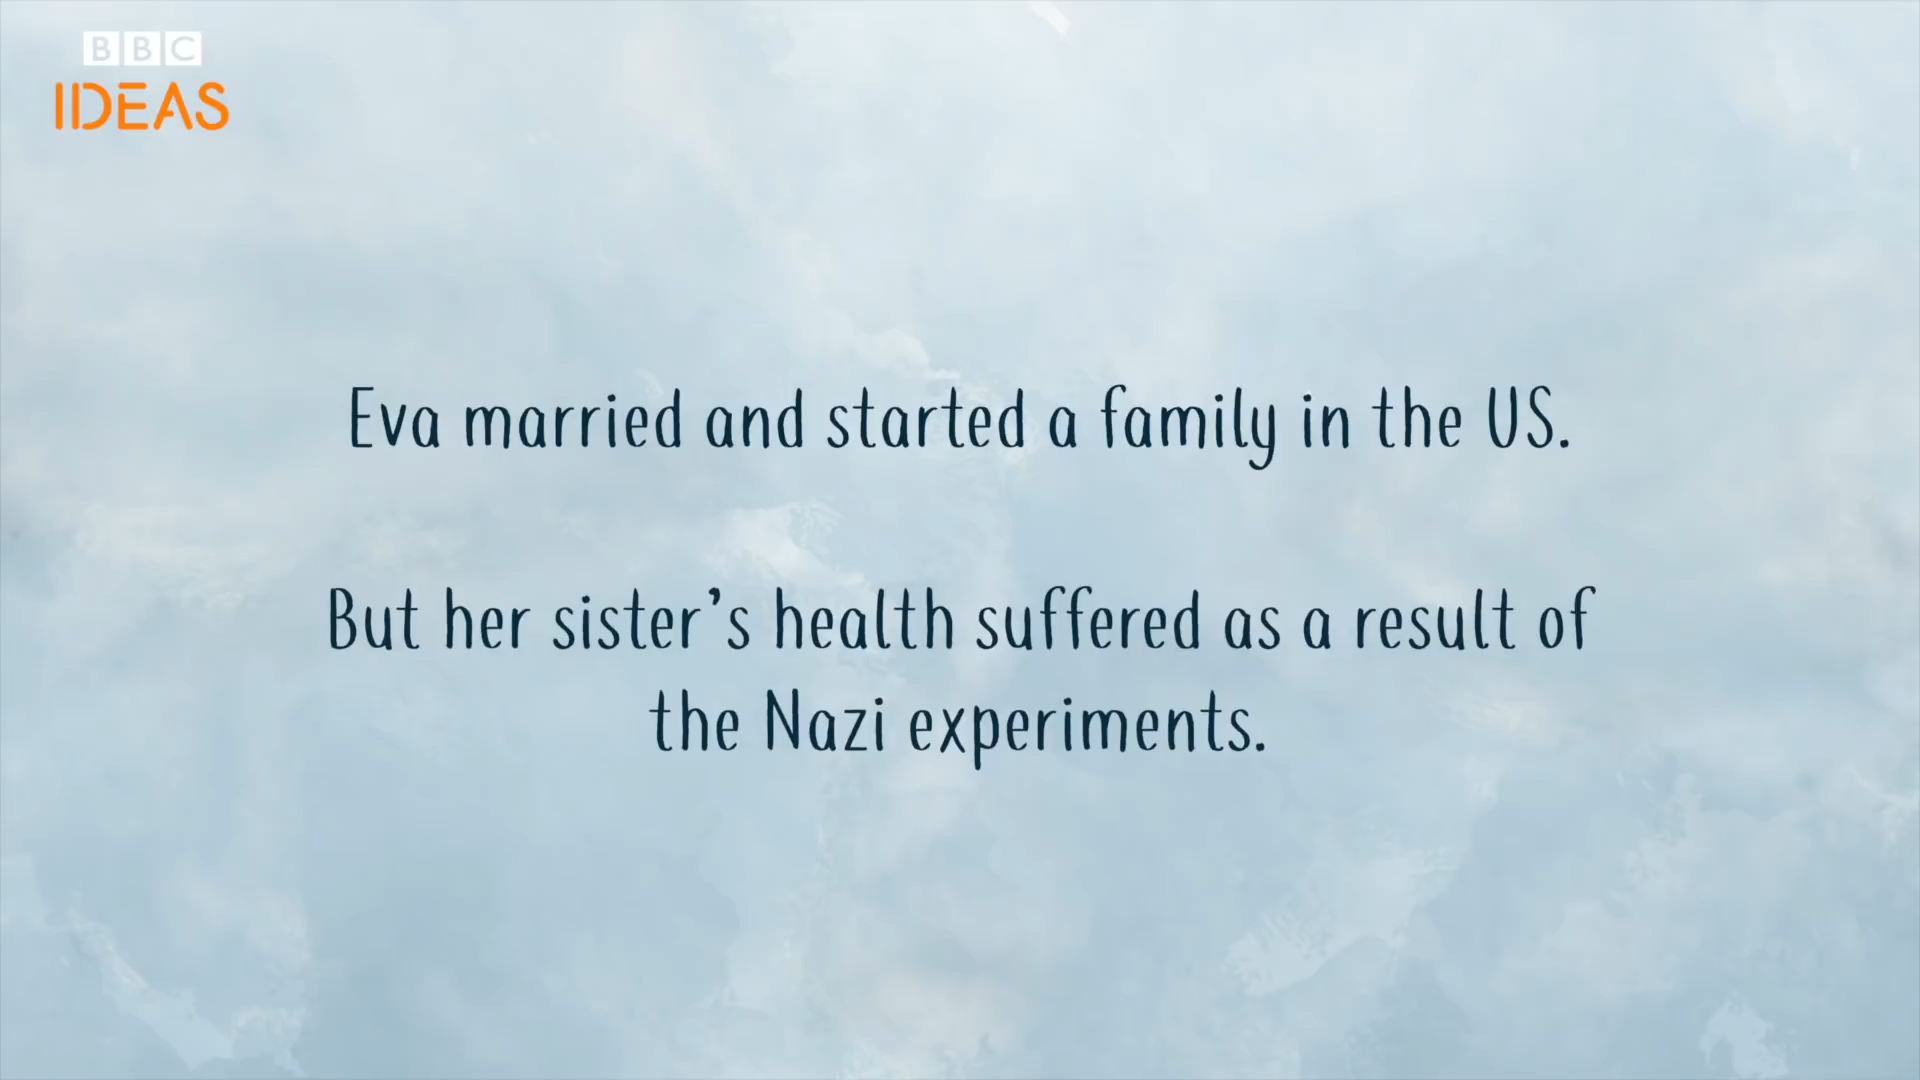 BBC
IDEAS
Eva married and started a family in the US.
But her sister’s health suffered as a result of
the Nazi experiments.